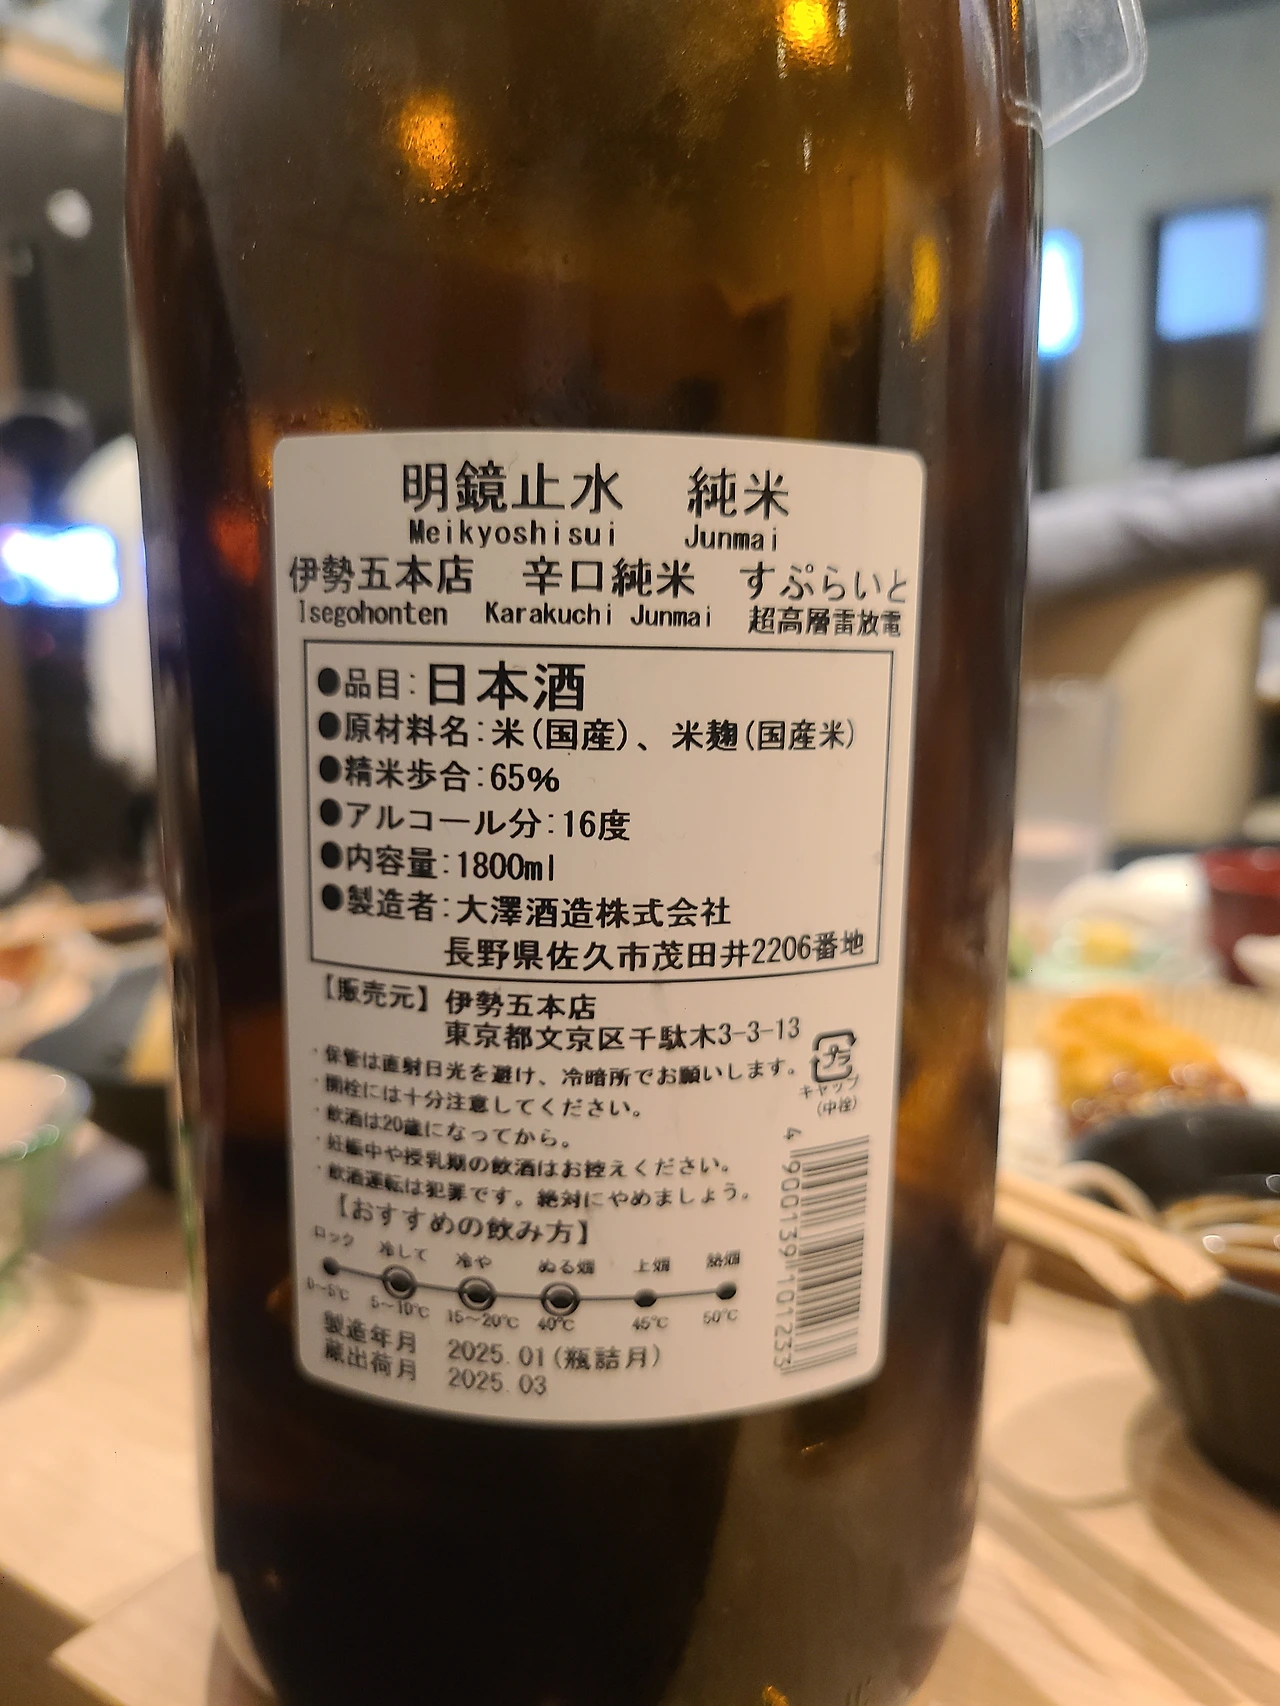 明鏡止水 純米
Meikyoshisui Junmai
伊勢五本店 辛口純米 すぷらいと
Isegohonten Karakuchi Junmai 超高層雷放電
●品目:日本酒
●原材料名:米(国産)、米麹(国産米)
●精米歩合:65%
●アルコール分:16度
●内容量:1800ml
●製造者:大澤酒造株式会社
長野県佐久市茂田井2206番地
【販売元】伊勢五本店
東京都文京区千駄木3-3-13
・保管は直射日光を避け、冷暗所でお願いします。
・開栓には十分注意してください。
・飲酒は20歳になってから。
・妊娠中や授乳期の飲酒はお控えください。
・飲酒運転は犯罪です。絶対にやめましょう。
プラ
キャップ
(中栓)
【おすすめの飲み方】
ロック 冷して 冷や ぬる燗 上燗 熱燗
0~5℃ 5~10℃ 15~20℃ 40℃ 45℃ 50℃
製造年月 2025.01(瓶詰月)
蔵出荷月 2025.03
4 900139 101233